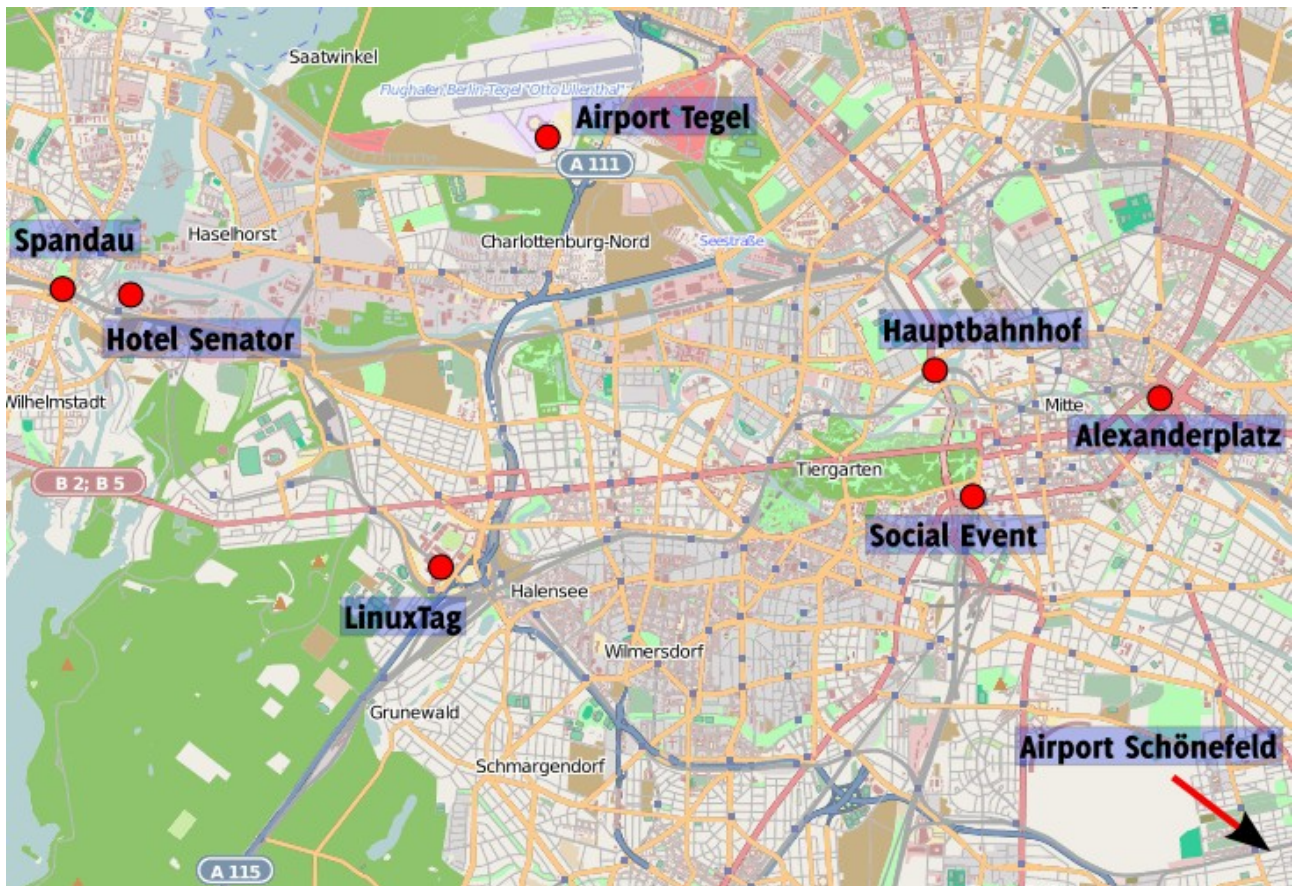 Saatwinkel
Flughafen Berlin-Tegel "Otto Lilienthal"
Airport Tegel
A 111
Spandau
Haselhorst
Charlottenburg-Nord
Seestraße
Hotel Senator
Hauptbahnhof
Wilhelmstadt
Mitte
Alexanderplatz
Tiergarten
B 2; B 5
Social Event
Halensee
LinuxTag
Wilmersdorf
Grunewald
Airport Schönefeld
Schmargendorf
A 115